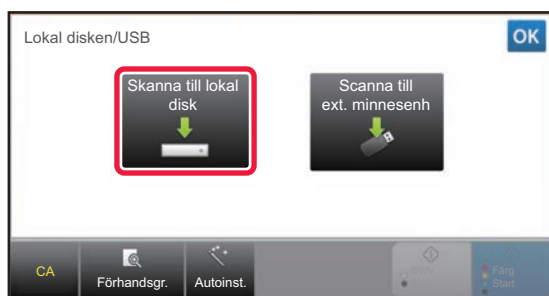 Lokal disken/USB
OK
Skanna till lokal
disk
Scanna till
ext. minnesenh
CA
Förhandsgr.
Autoinst.
Färg
Start